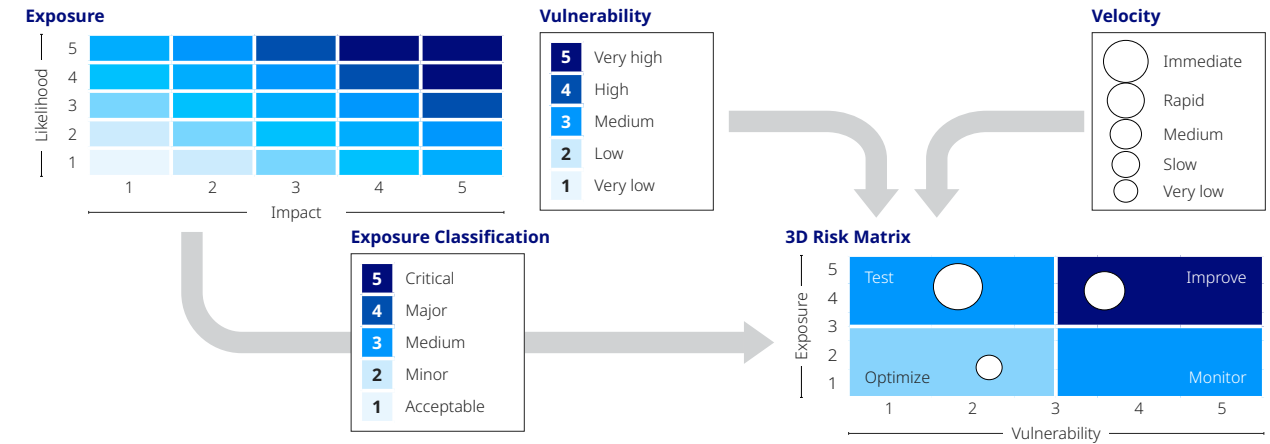 Exposure
Likelihood
5
4
3
2
1
1 2 3 4 5
Impact
Vulnerability
5 Very high
4 High
3 Medium
2 Low
1 Very low
Velocity
Immediate
Rapid
Medium
Slow
Very low
Exposure Classification
5 Critical
4 Major
3 Medium
2 Minor
1 Acceptable
3D Risk Matrix
Exposure
5
4
3
2
1
Test
Improve
Optimize
Monitor
1 2 3 4 5
Vulnerability